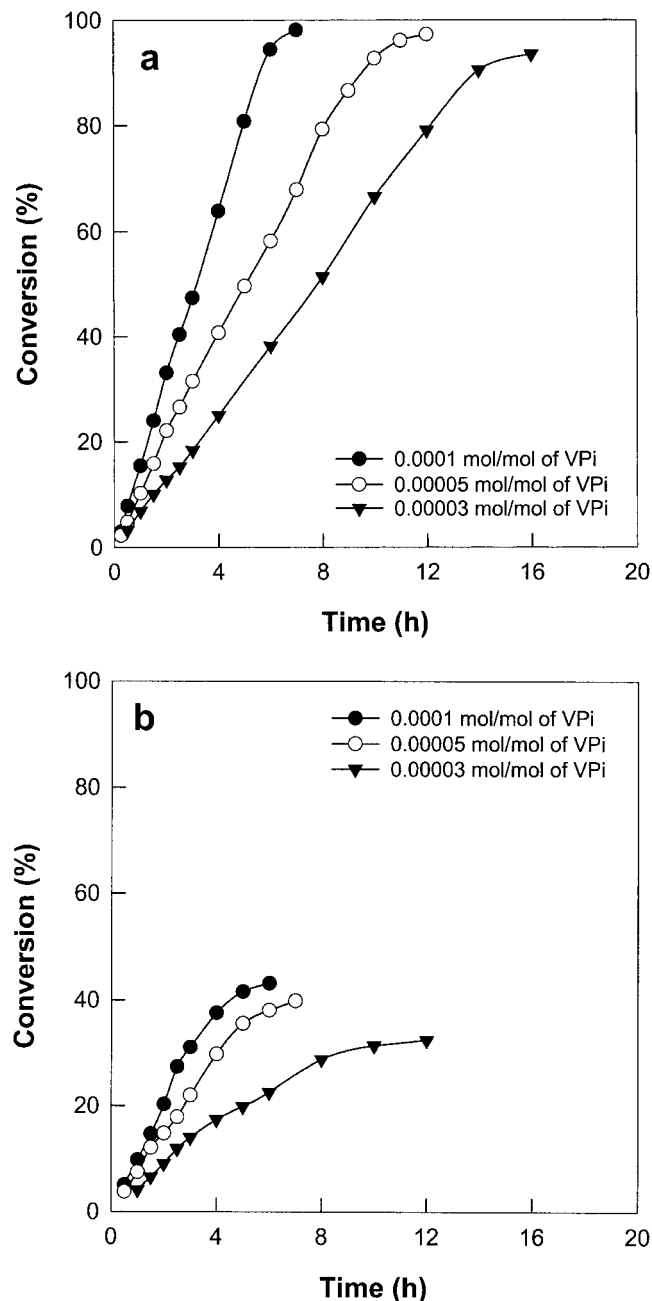 a
100
80
60
40
20
0
Conversion (%)
0.0001 mol/mol of VPi
0.00005 mol/mol of VPi
0.00003 mol/mol of VPi
0 4 8 12 16 20
Time (h)
b
100
80
60
40
20
0
Conversion (%)
0.0001 mol/mol of VPi
0.00005 mol/mol of VPi
0.00003 mol/mol of VPi
0 4 8 12 16 20
Time (h)